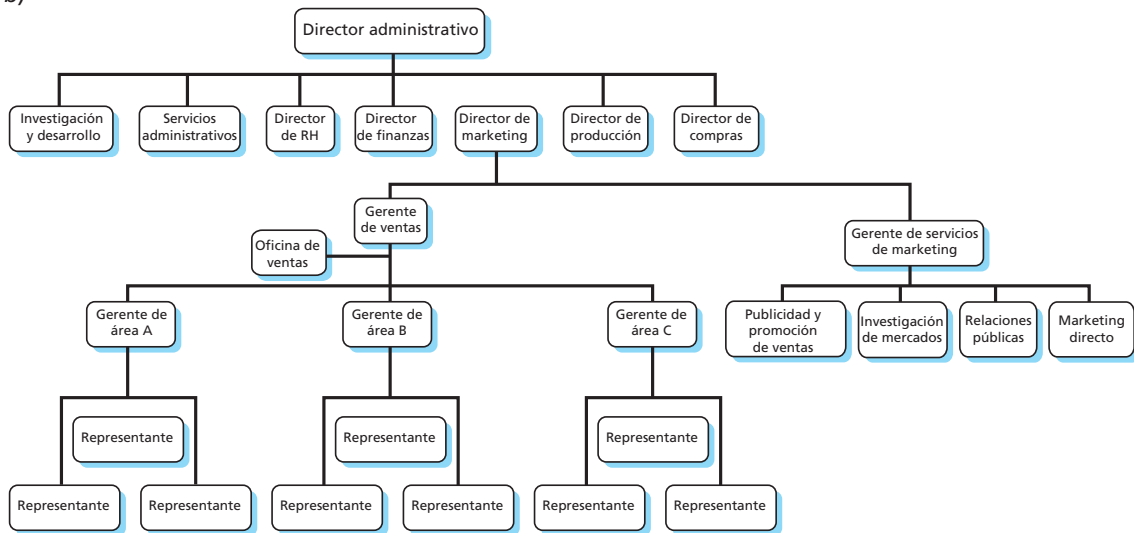 b)
Director administrativo
Investigación
y desarrollo
Servicios
administrativos
Director
de RH
Director
de finanzas
Director de
marketing
Director de
producción
Director de
compras
Gerente
de ventas
Oficina de
ventas
Gerente de servicios
de marketing
Gerente de
área A
Gerente de
área B
Gerente de
área C
Publicidad y
promoción
de ventas
Investigación
de mercados
Relaciones
públicas
Marketing
directo
Representante
Representante
Representante
Representante
Representante
Representante
Representante
Representante
Representante